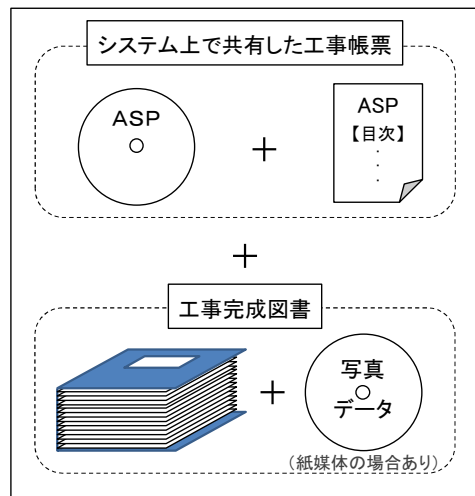 システム上で共有した工事帳票
ASP
+
ASP
【目次】
・
・
・
+
工事完成図書
+
写真
データ
(紙媒体の場合あり)